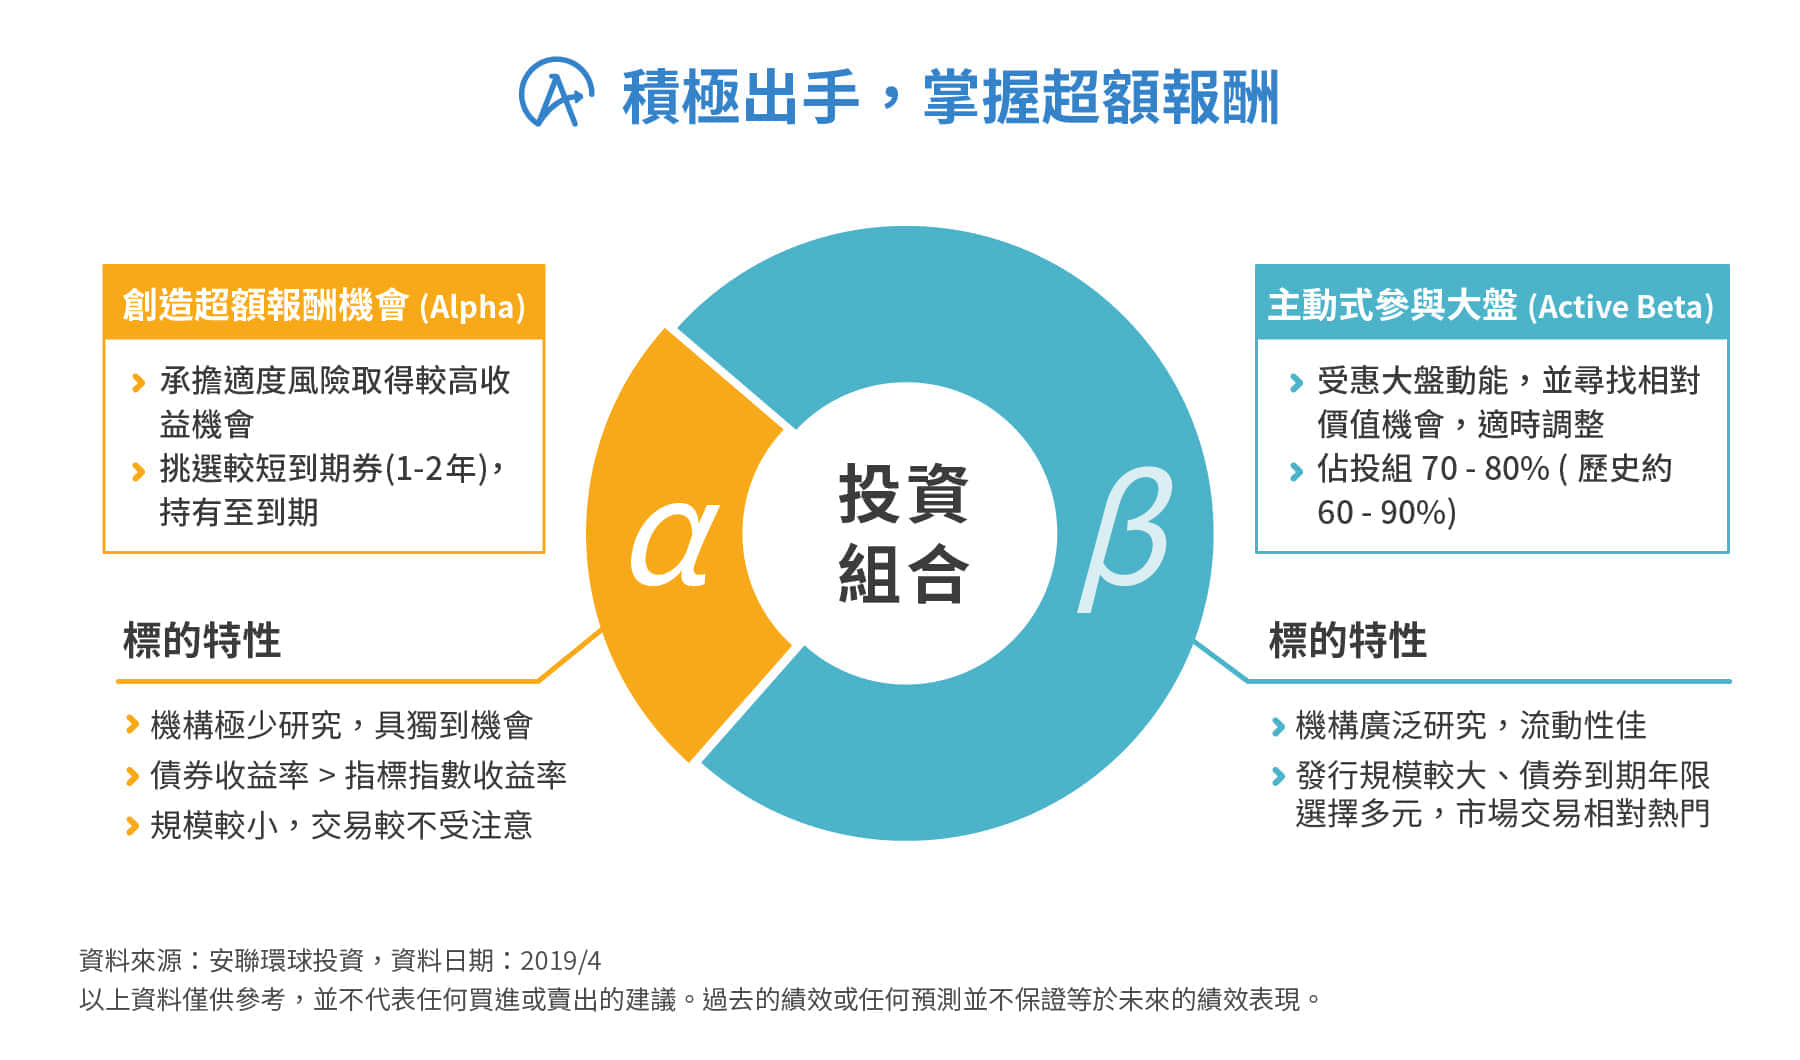 積極出手，掌握超額報酬
創造超額報酬機會 (Alpha)
承擔適度風險取得較高收
益機會
挑選較短到期券(1-2年)，
持有至到期
標的特性
機構極少研究，具獨到機會
債券收益率 > 指標指數收益率
規模較小，交易較不受注意
α
投資
組合
β
主動式參與大盤 (Active Beta)
受惠大盤動能，並尋找相對
價值機會，適時調整
佔投組 70 - 80% ( 歷史約
60 - 90%)
標的特性
機構廣泛研究，流動性佳
發行規模較大、債券到期年限
選擇多元，市場交易相對熱門
資料來源：安聯環球投資，資料日期：2019/4
以上資料僅供參考，並不代表任何買進或賣出的建議。過去的績效或任何預測並不保證等於未來的績效表現。